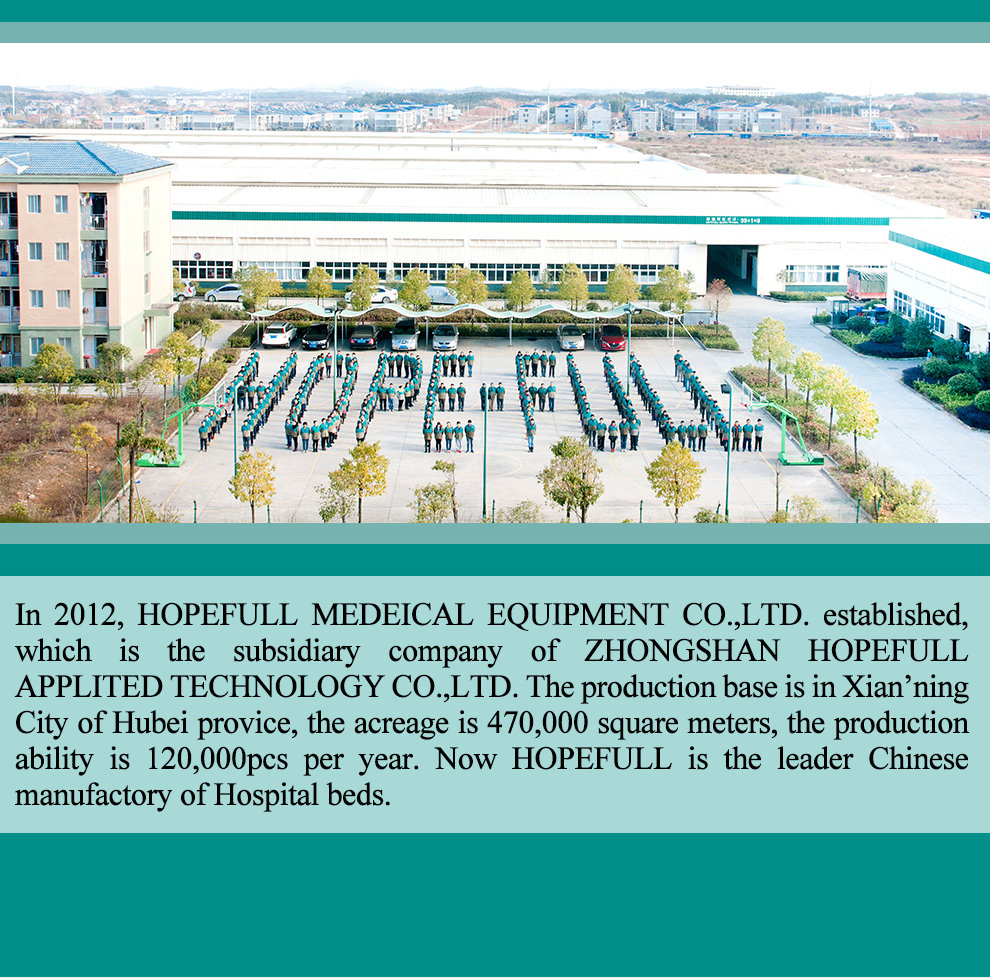 HOPEFULL
In 2012, HOPEFULL MEDEICAL EQUIPMENT CO.,LTD. established,
which is the subsidiary company of ZHONGSHAN HOPEFULL
APPLITED TECHNOLOGY CO.,LTD. The production base is in Xian’ning
City of Hubei provice, the acreage is 470,000 square meters, the production
ability is 120,000pcs per year. Now HOPEFULL is the leader Chinese
manufactory of Hospital beds.